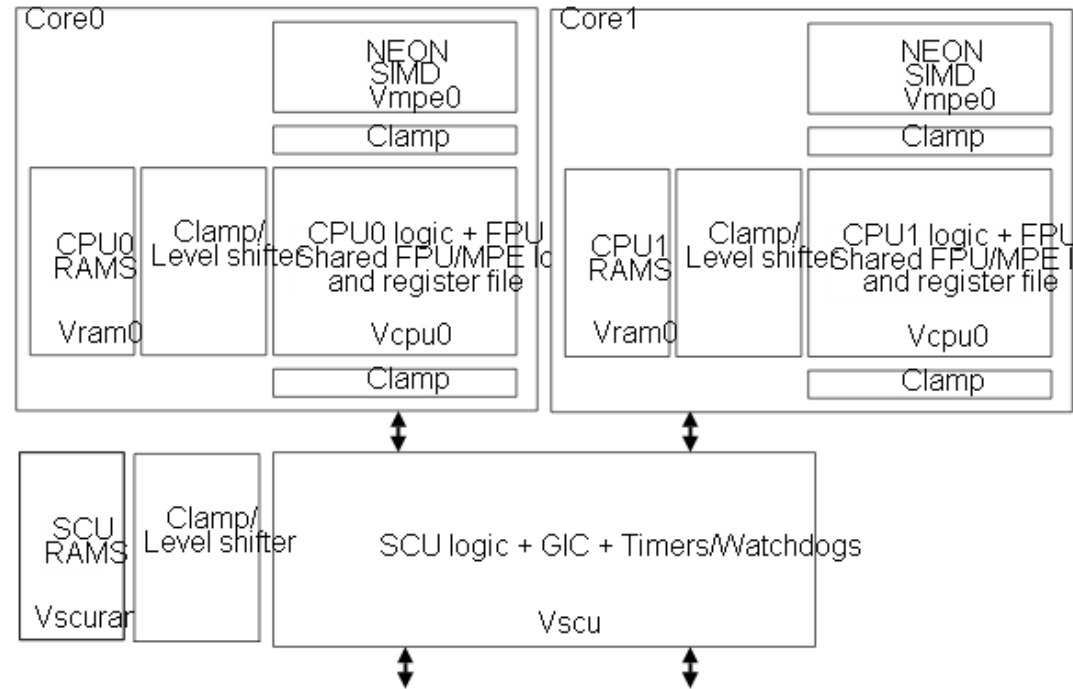 Core0
NEON
SIMD
Vmpe0
Clamp
CPU0
RAMS
Vram0
Clamp/
Level shifter
CPU0 logic + FPU
Shared FPU/MPE lo
and register file
Vcpu0
Clamp
Core1
NEON
SIMD
Vmpe0
Clamp
CPU1
RAMS
Vram0
Clamp/
Level shifter
CPU1 logic + FPU
Shared FPU/MPE l
and register file
Vcpu0
Clamp
SCU
RAMS
Vscurar
Clamp/
Level shifter
SCU logic + GIC + Timers/Watchdogs
Vscu